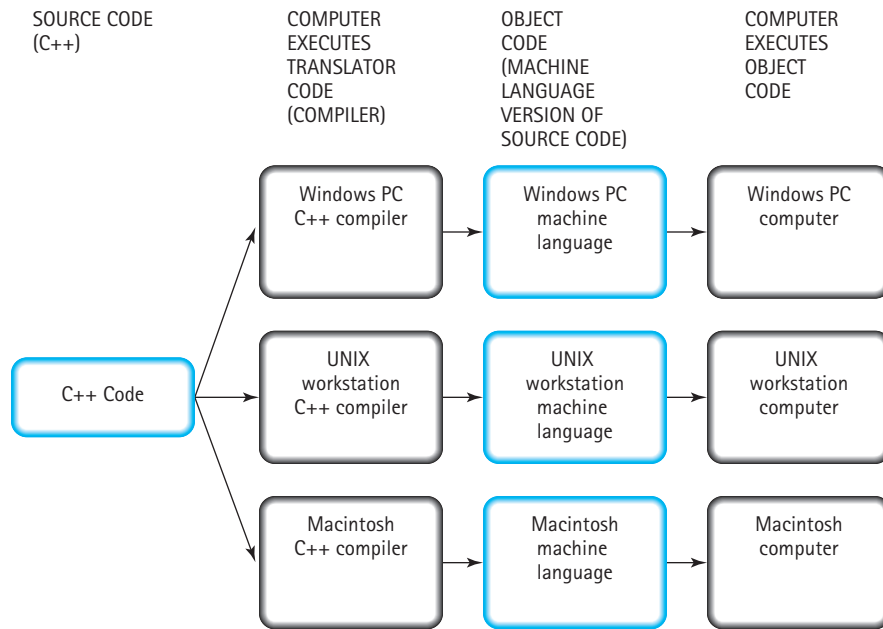 SOURCE CODE
(C++)
COMPUTER
EXECUTES
TRANSLATOR
CODE
(COMPILER)
OBJECT
CODE
(MACHINE
LANGUAGE
VERSION OF
SOURCE CODE)
COMPUTER
EXECUTES
OBJECT
CODE
Windows PC
C++ compiler
Windows PC
machine
language
Windows PC
computer
C++ Code
UNIX
workstation
C++ compiler
UNIX
workstation
machine
language
UNIX
workstation
computer
Macintosh
C++ compiler
Macintosh
machine
language
Macintosh
computer